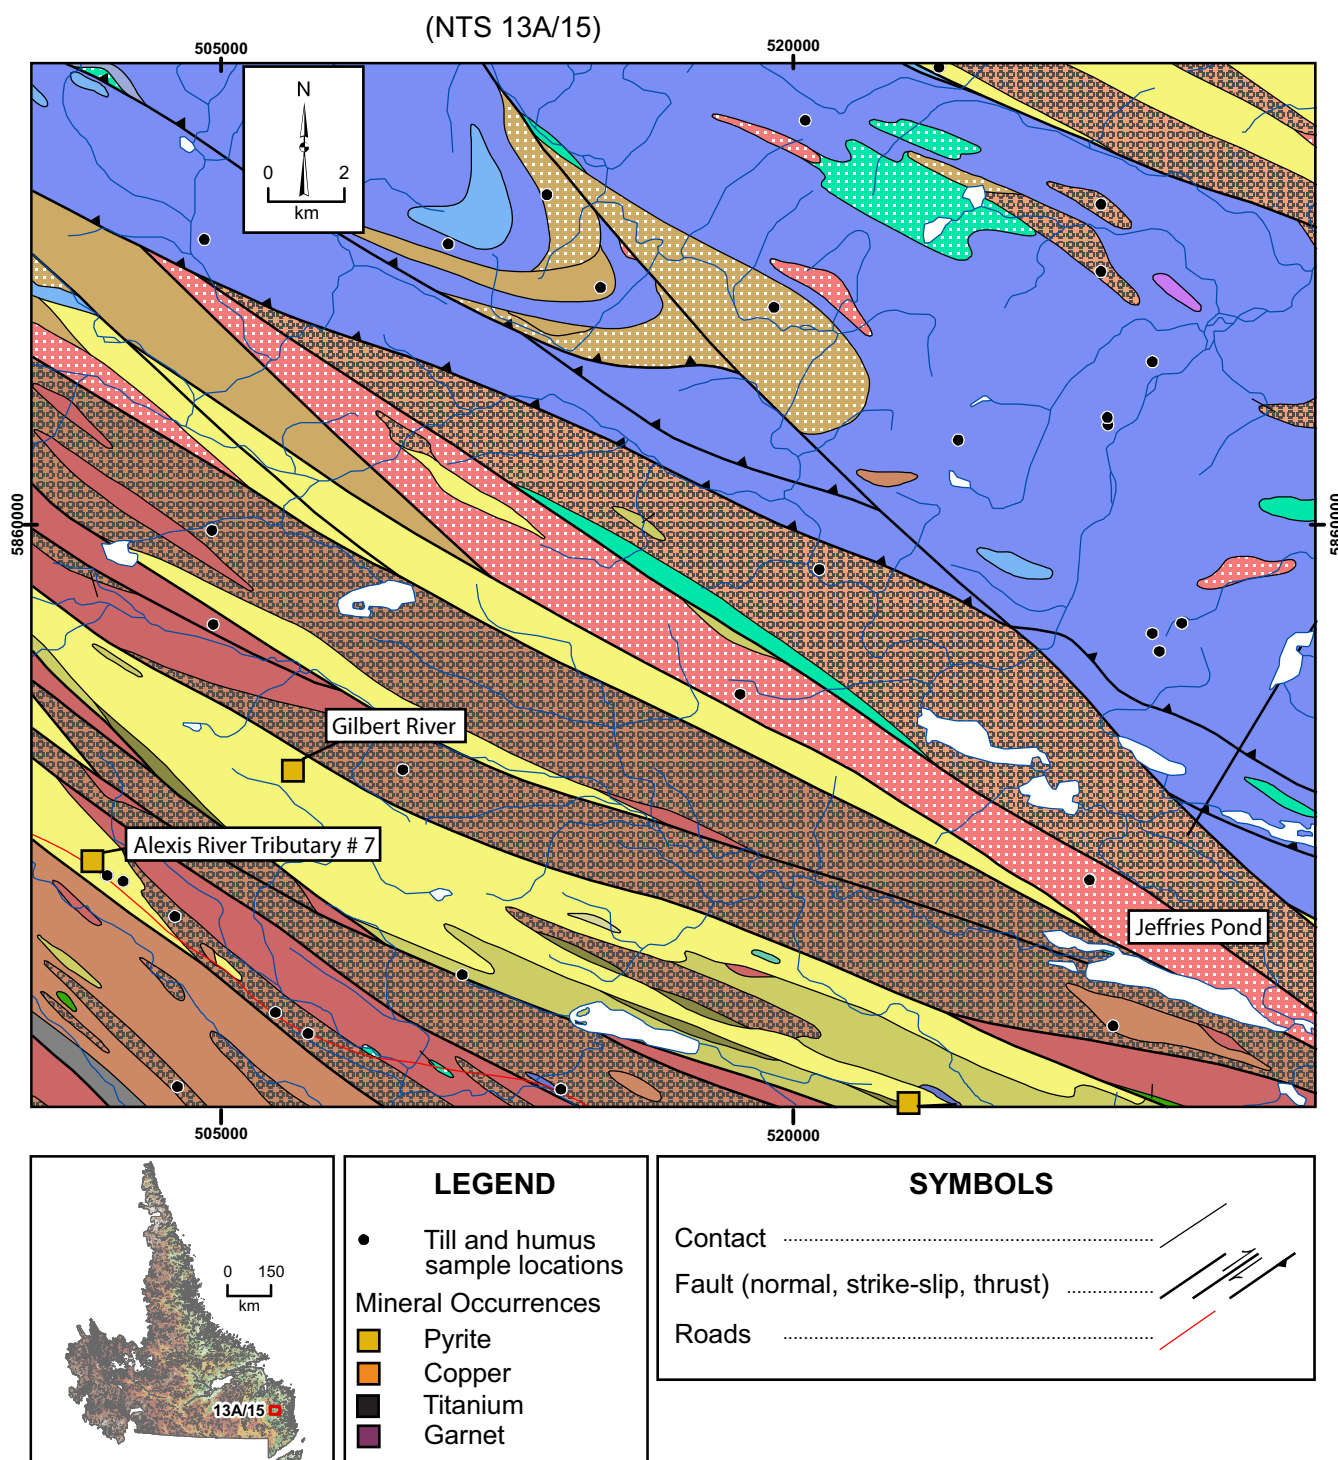 (NTS 13A/15)
505000
520000
N
0 2
km
5860000
5860000
Gilbert River
Alexis River Tributary # 7
Jeffries Pond
505000
520000
0 150
km
13A/15
LEGEND
Till and humus
sample locations
Mineral Occurrences
Pyrite
Copper
Titanium
Garnet
SYMBOLS
Contact
Fault (normal, strike-slip, thrust)
Roads